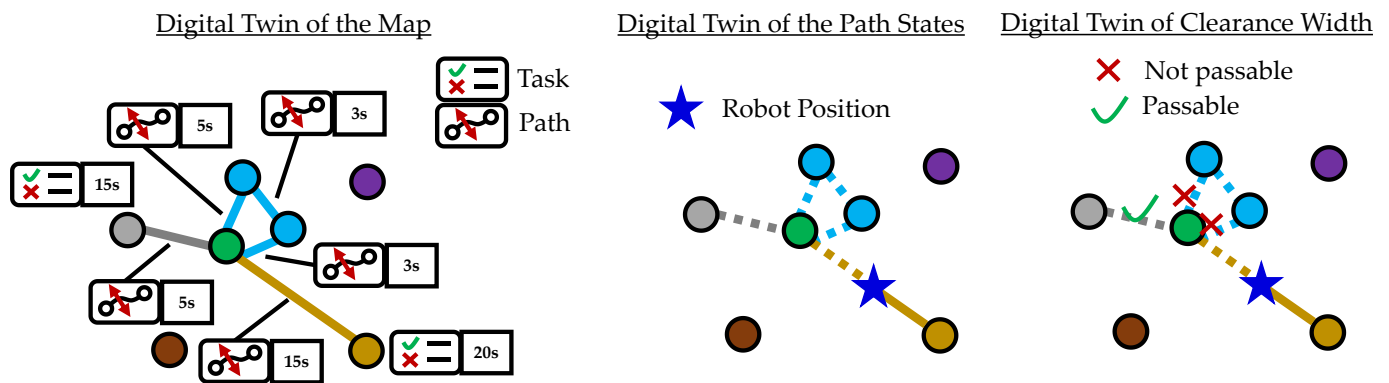 Digital Twin of the Map
Task
Path
5s
3s
15s
3s
5s
15s
20s
Digital Twin of the Path States
Robot Position
Digital Twin of Clearance Width
Not passable
Passable